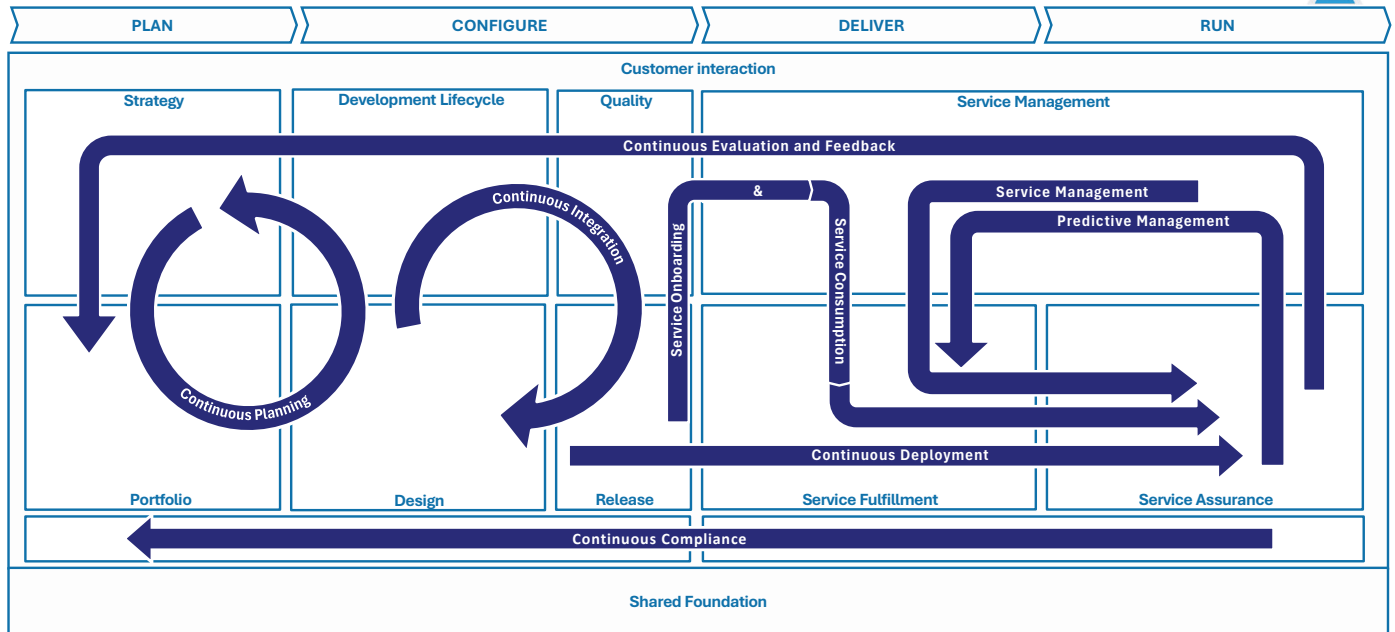 PLAN
CONFIGURE
DELIVER
RUN
Customer interaction
Strategy
Development Lifecycle
Quality
Service Management
Continuous Evaluation and Feedback
Continuous Integration
&
Service Management
Predictive Management
Service Onboarding
Service Consumption
Continuous Planning
Continuous Deployment
Portfolio
Design
Release
Service Fulfillment
Service Assurance
Continuous Compliance
Shared Foundation